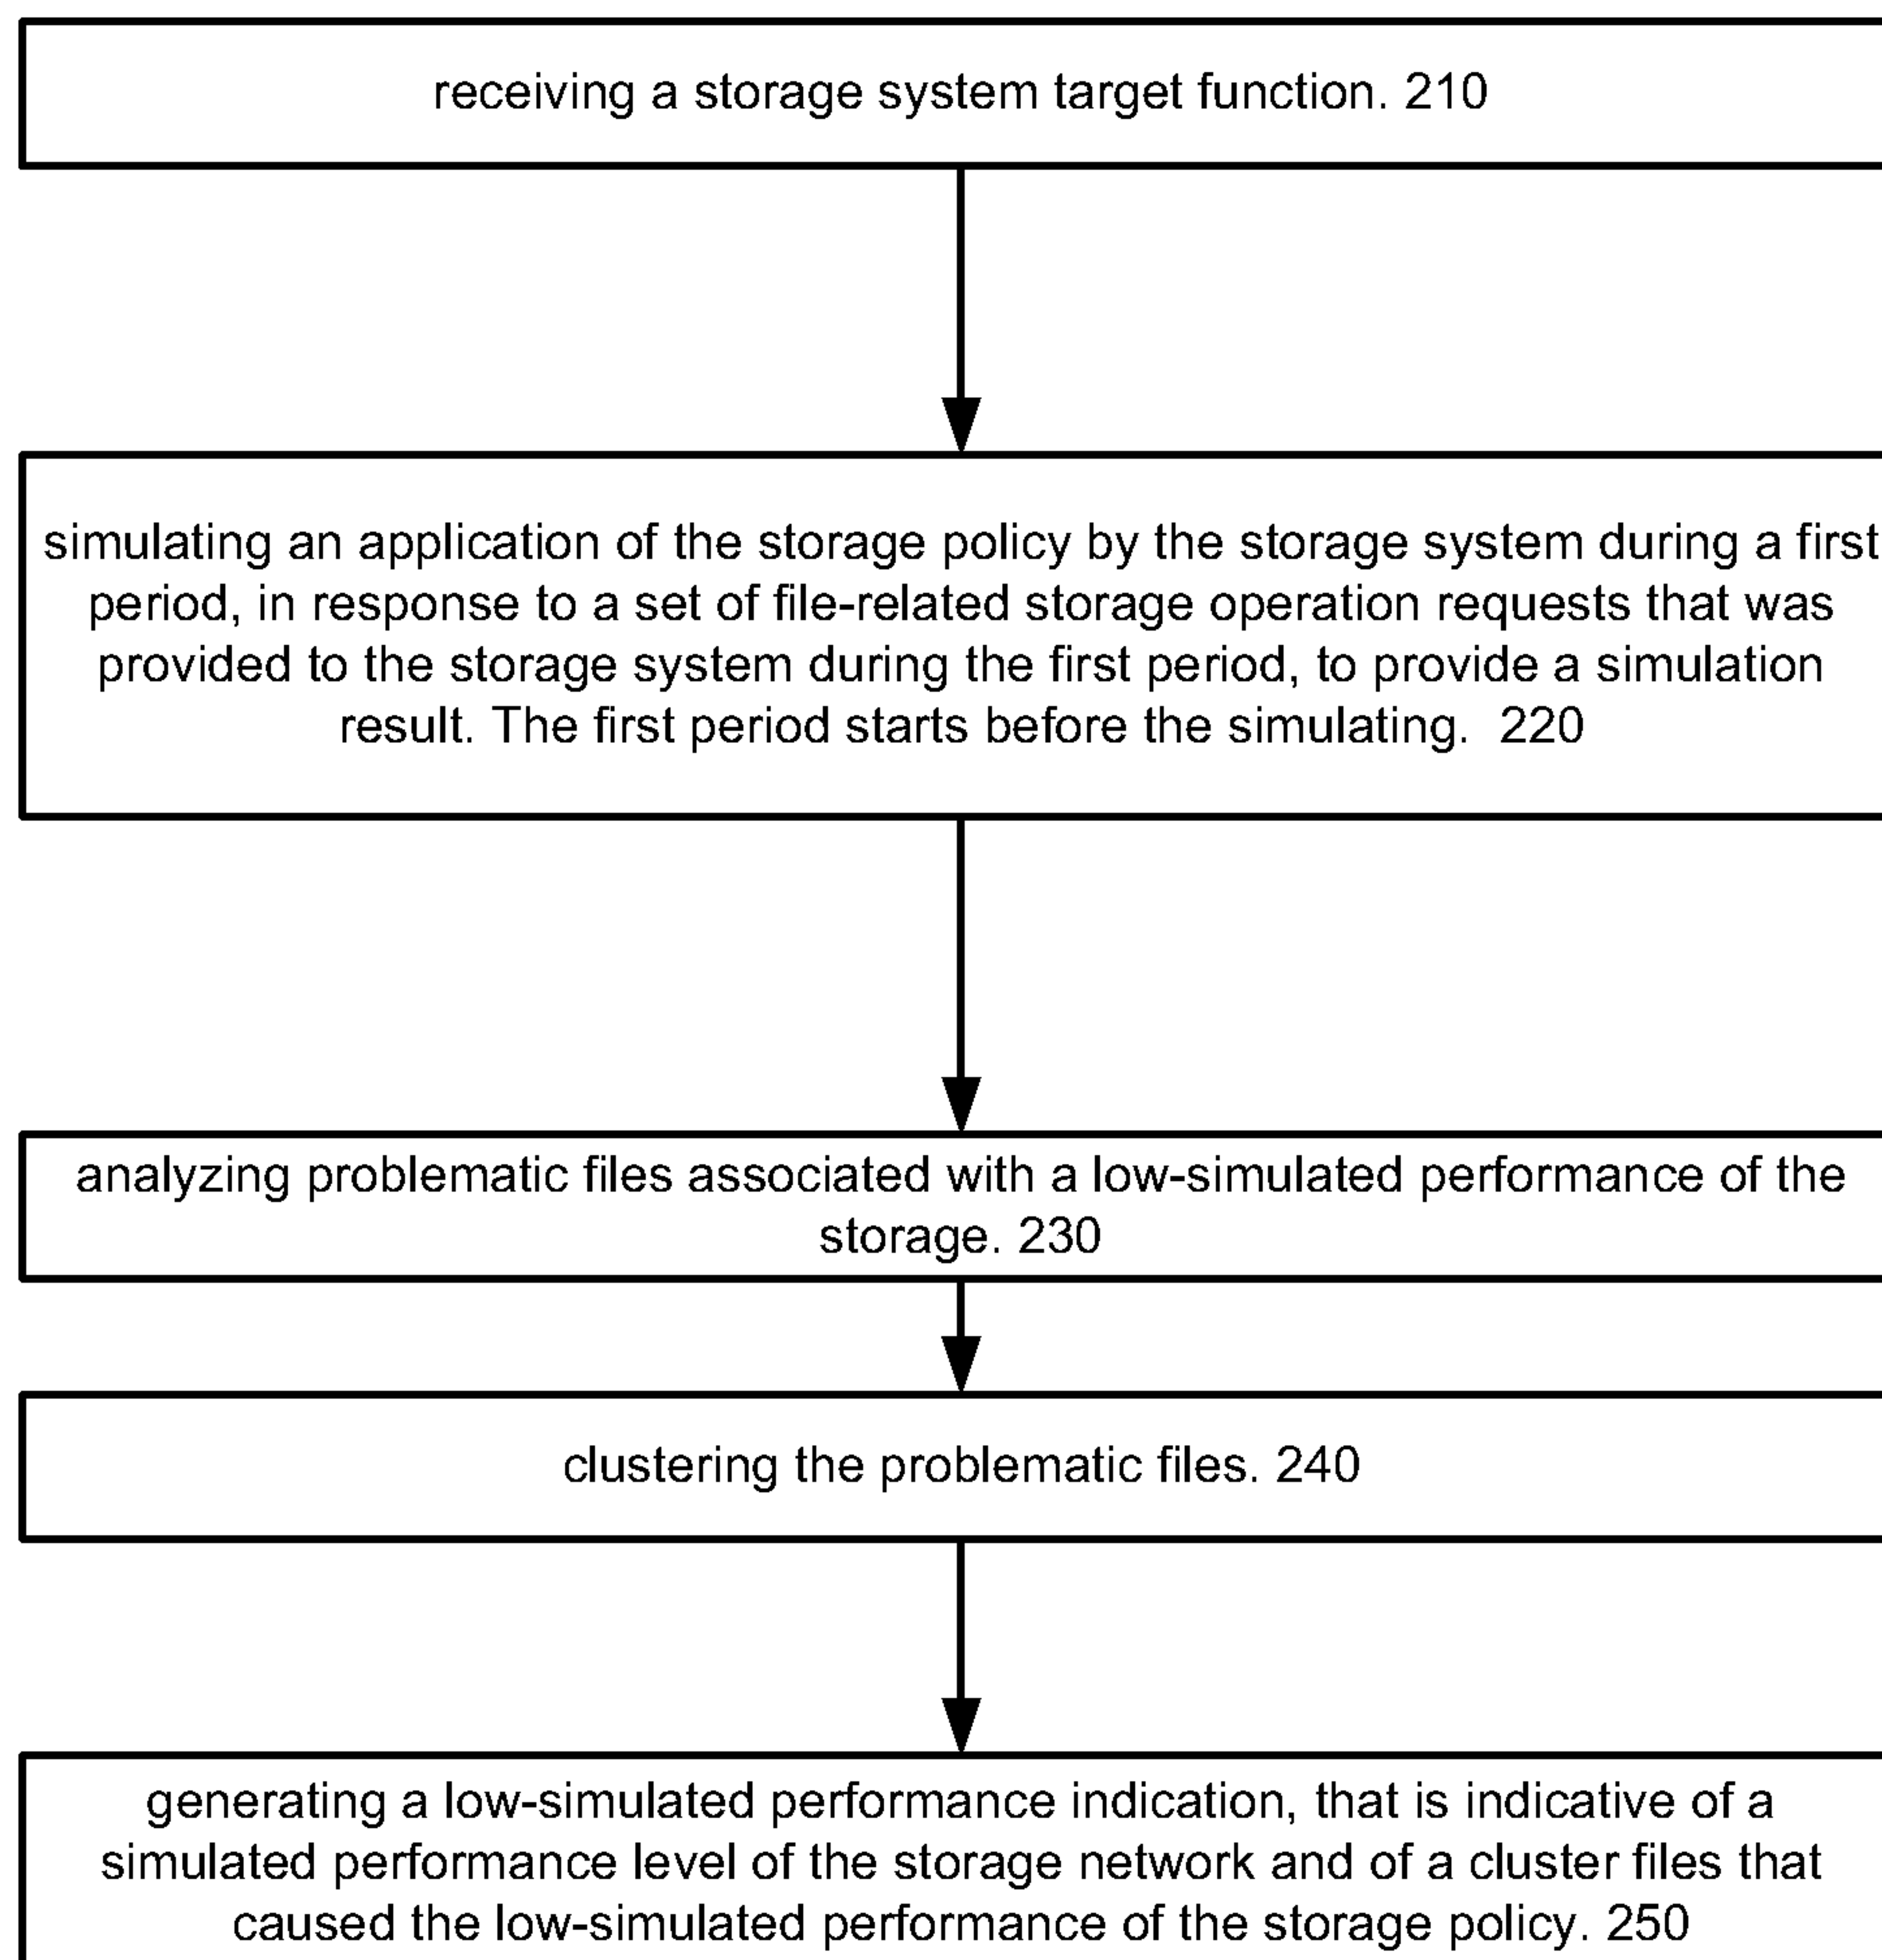 receiving a storage system target function. 210
simulating an application of the storage policy by the storage system during a first
period, in response to a set of file-related storage operation requests that was
provided to the storage system during the first period, to provide a simulation
result. The first period starts before the simulating.  220
analyzing problematic files associated with a low-simulated performance of the
storage. 230
clustering the problematic files. 240
generating a low-simulated performance indication, that is indicative of a
simulated performance level of the storage network and of a cluster files that
caused the low-simulated performance of the storage policy. 250